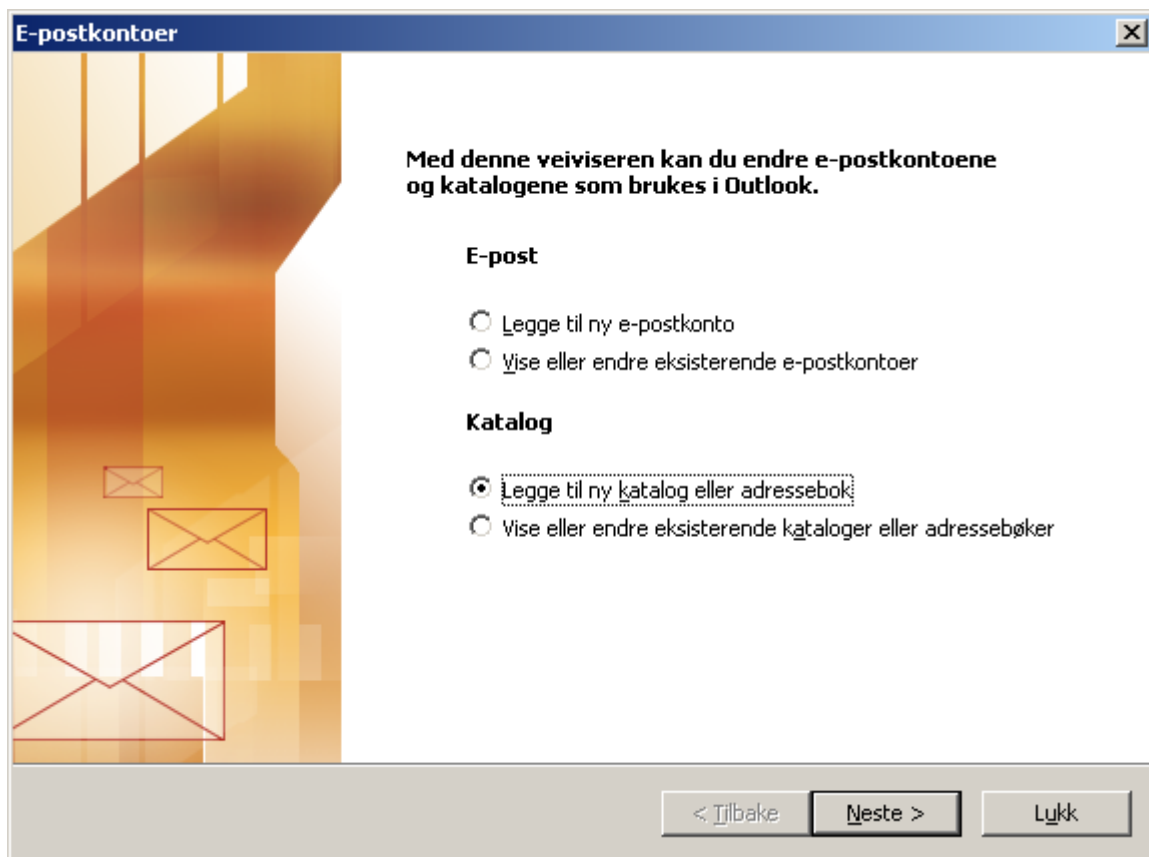 E-postkontoer
Med denne veiviseren kan du endre e-postkontoene
og katalogene som brukes i Outlook.
E-post
Legge til ny e-postkonto
Vise eller endre eksisterende e-postkontoer
Katalog
Legge til ny katalog eller adressebok
Vise eller endre eksisterende kataloger eller adressebøker
< Tilbake
Neste >
Lukk